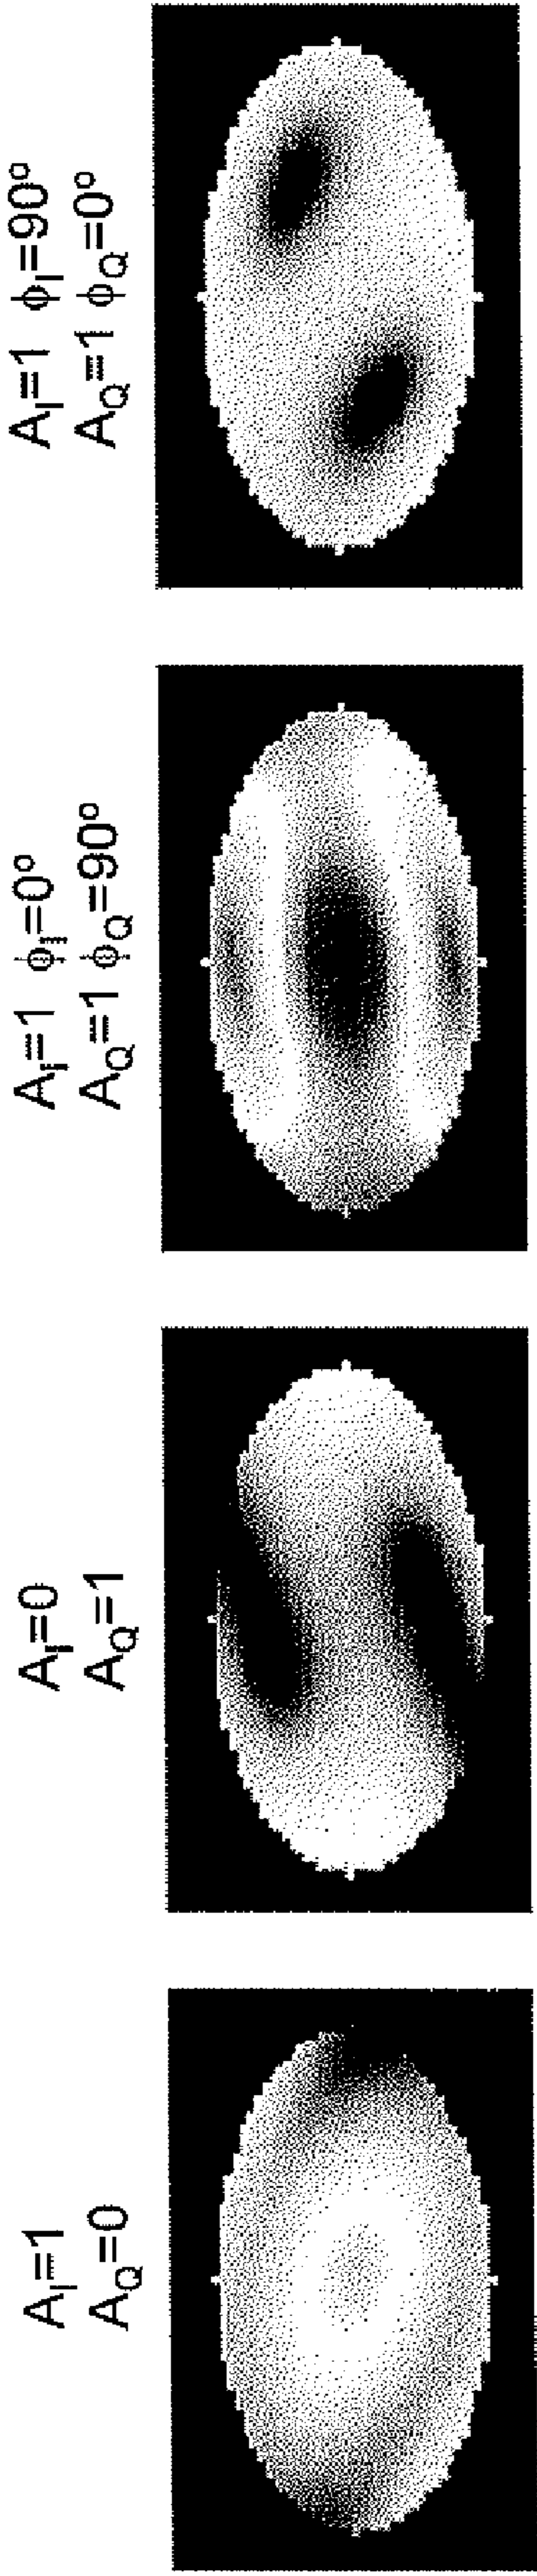 A_I=1
A_Q=0
A_I=0
A_Q=1
A_I=1 ϕ_I=0°
A_Q=1 ϕ_Q=90°
A_I=1 ϕ_I=90°
A_Q=1 ϕ_Q=0°